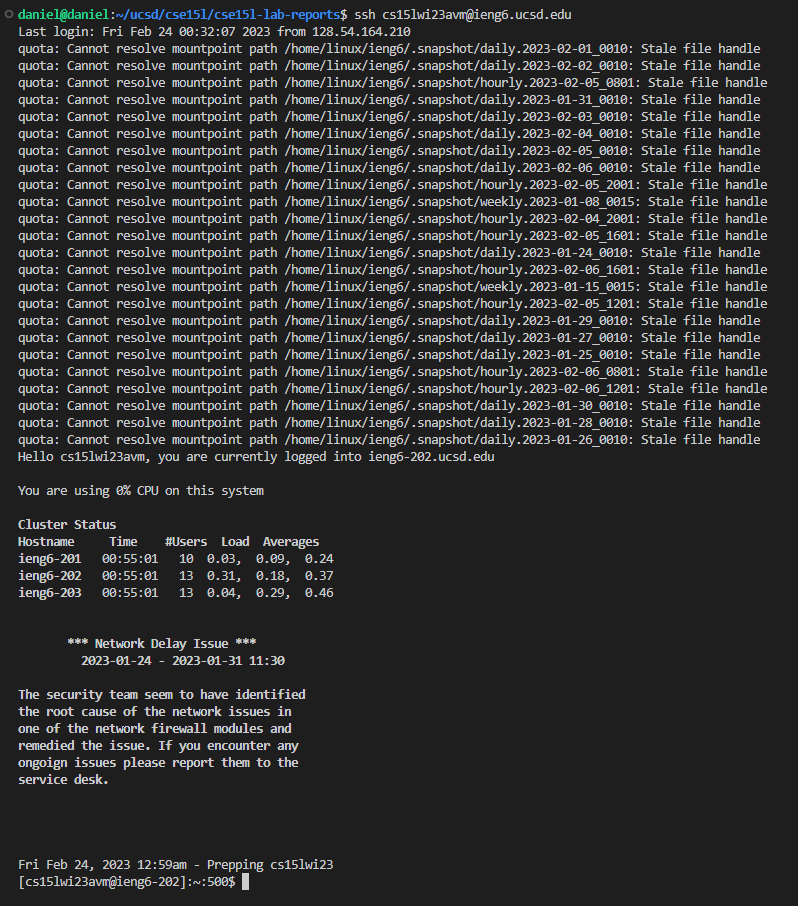 daniel@daniel:~/ucsd/cse15l/cse15l-lab-reports$ ssh cs15lwi23avm@ieng6.ucsd.edu
Last login: Fri Feb 24 00:32:07 2023 from 128.54.164.210
quota: Cannot resolve mountpoint path /home/linux/ieng6/.snapshot/daily.2023-02-01_0010: Stale file handle
quota: Cannot resolve mountpoint path /home/linux/ieng6/.snapshot/daily.2023-02-02_0010: Stale file handle
quota: Cannot resolve mountpoint path /home/linux/ieng6/.snapshot/hourly.2023-02-05_0801: Stale file handle
quota: Cannot resolve mountpoint path /home/linux/ieng6/.snapshot/daily.2023-01-31_0010: Stale file handle
quota: Cannot resolve mountpoint path /home/linux/ieng6/.snapshot/daily.2023-02-03_0010: Stale file handle
quota: Cannot resolve mountpoint path /home/linux/ieng6/.snapshot/daily.2023-02-04_0010: Stale file handle
quota: Cannot resolve mountpoint path /home/linux/ieng6/.snapshot/daily.2023-02-05_0010: Stale file handle
quota: Cannot resolve mountpoint path /home/linux/ieng6/.snapshot/daily.2023-02-06_0010: Stale file handle
quota: Cannot resolve mountpoint path /home/linux/ieng6/.snapshot/hourly.2023-02-05_2001: Stale file handle
quota: Cannot resolve mountpoint path /home/linux/ieng6/.snapshot/weekly.2023-01-08_0015: Stale file handle
quota: Cannot resolve mountpoint path /home/linux/ieng6/.snapshot/hourly.2023-02-04_2001: Stale file handle
quota: Cannot resolve mountpoint path /home/linux/ieng6/.snapshot/hourly.2023-02-05_1601: Stale file handle
quota: Cannot resolve mountpoint path /home/linux/ieng6/.snapshot/daily.2023-01-24_0010: Stale file handle
quota: Cannot resolve mountpoint path /home/linux/ieng6/.snapshot/hourly.2023-02-06_1601: Stale file handle
quota: Cannot resolve mountpoint path /home/linux/ieng6/.snapshot/weekly.2023-01-15_0015: Stale file handle
quota: Cannot resolve mountpoint path /home/linux/ieng6/.snapshot/hourly.2023-02-05_1201: Stale file handle
quota: Cannot resolve mountpoint path /home/linux/ieng6/.snapshot/daily.2023-01-29_0010: Stale file handle
quota: Cannot resolve mountpoint path /home/linux/ieng6/.snapshot/daily.2023-01-27_0010: Stale file handle
quota: Cannot resolve mountpoint path /home/linux/ieng6/.snapshot/daily.2023-01-25_0010: Stale file handle
quota: Cannot resolve mountpoint path /home/linux/ieng6/.snapshot/hourly.2023-02-06_0801: Stale file handle
quota: Cannot resolve mountpoint path /home/linux/ieng6/.snapshot/hourly.2023-02-06_1201: Stale file handle
quota: Cannot resolve mountpoint path /home/linux/ieng6/.snapshot/daily.2023-01-30_0010: Stale file handle
quota: Cannot resolve mountpoint path /home/linux/ieng6/.snapshot/daily.2023-01-28_0010: Stale file handle
quota: Cannot resolve mountpoint path /home/linux/ieng6/.snapshot/daily.2023-01-26_0010: Stale file handle
Hello cs15lwi23avm, you are currently logged into ieng6-202.ucsd.edu
You are using 0% CPU on this system
Cluster Status
Hostname     Time    #Users  Load  Averages
ieng6-201   00:55:01   10  0.03,  0.09,  0.24
ieng6-202   00:55:01   13  0.31,  0.18,  0.37
ieng6-203   00:55:01   13  0.04,  0.29,  0.46
*** Network Delay Issue ***
2023-01-24 - 2023-01-31 11:30
The security team seem to have identified
the root cause of the network issues in
one of the network firewall modules and
remedied the issue. If you encounter any
ongoign issues please report them to the
service desk.
Fri Feb 24, 2023 12:59am - Prepping cs15lwi23
[cs15lwi23avm@ieng6-202]:~:500$